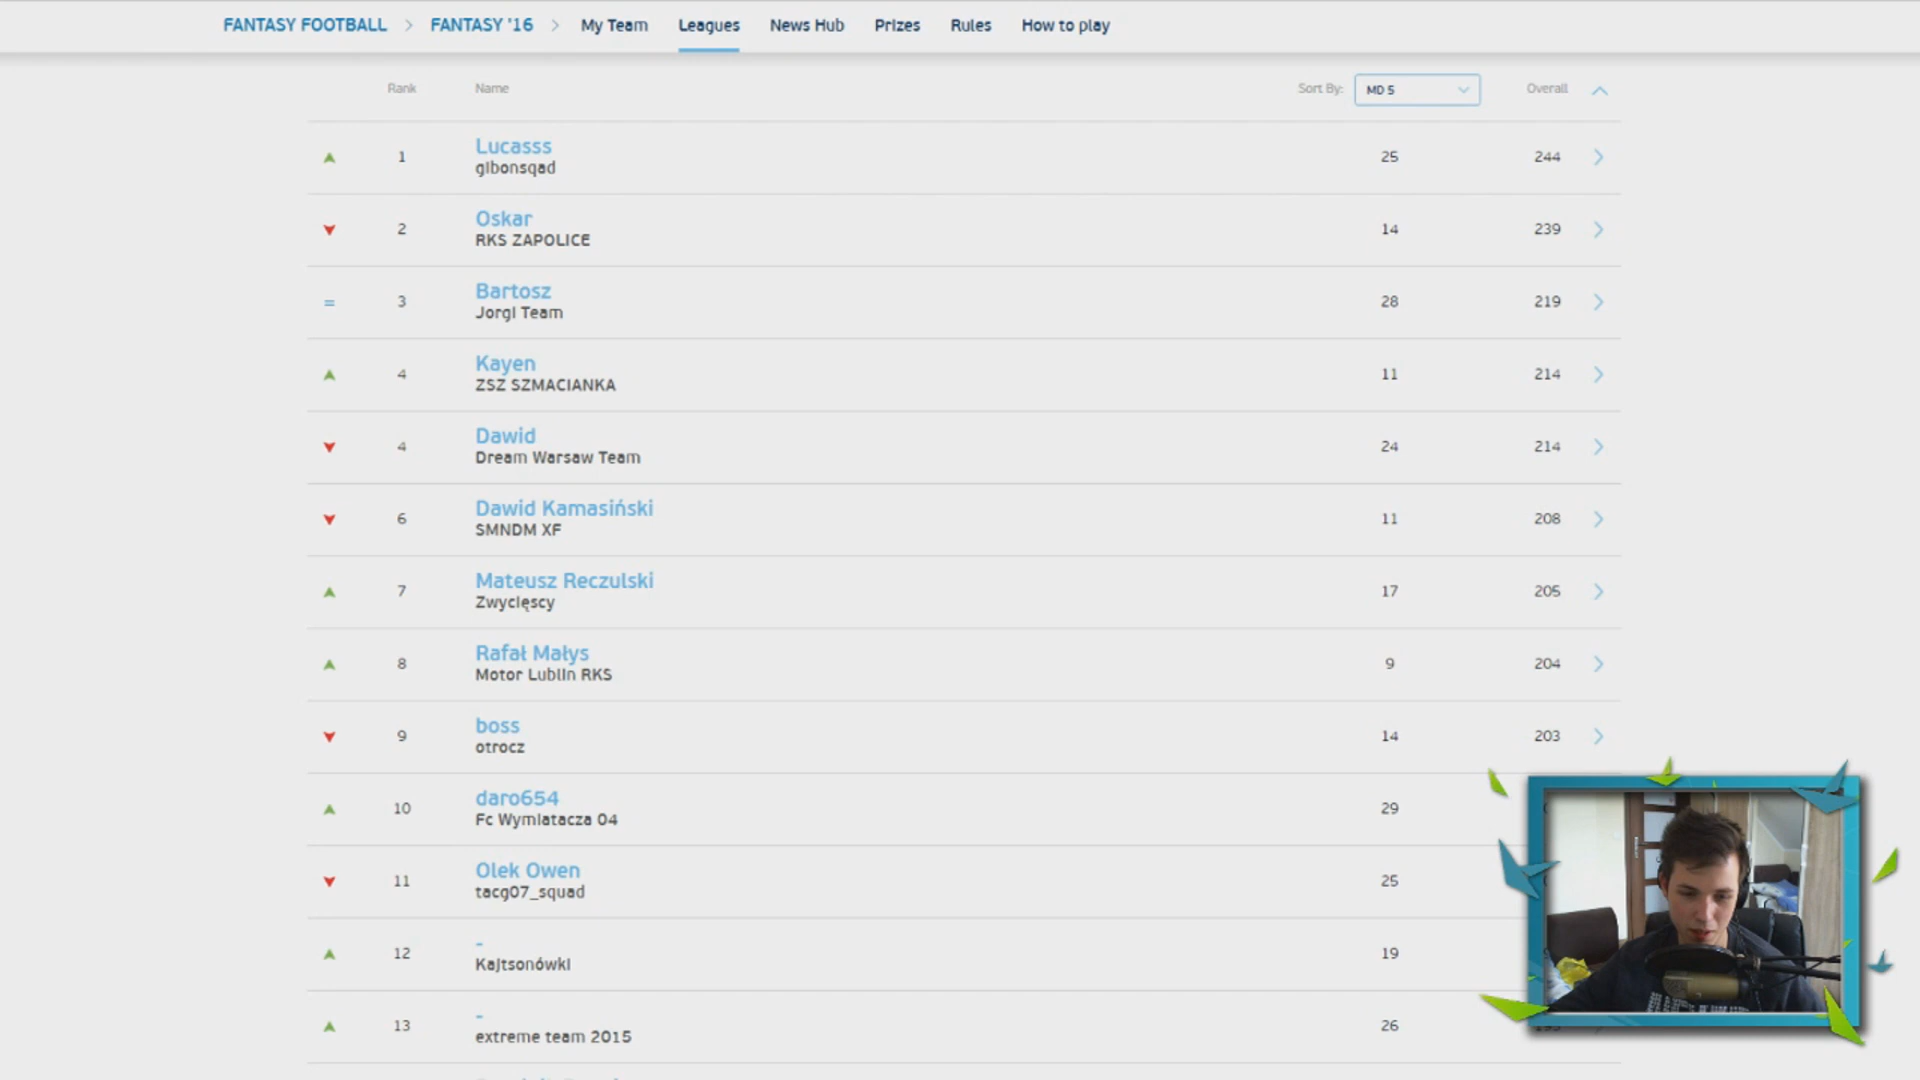 FANTASY FOOTBALL > FANTASY '16 > My Team Leagues News Hub Prizes Rules How to play
Rank Name Sort By: MD 5 Overall
1 Lucasss 25 244
gibonsqad
2 Oskar 14 239
RKS ZAPOLICE
= 3 Bartosz 28 219
Jorgi Team
4 Kayen 11 214
ZSZ SZMACIANKA
4 Dawid 24 214
Dream Warsaw Team
6 Dawid Kamasiński 11 208
SMNDM XF
7 Mateusz Reczulski 17 205
Zwycięscy
8 Rafał Małys 9 204
Motor Lublin RKS
9 boss 14 203
otrocz
10 daro654 29
Fc Wymiatacza 04
11 Olek Owen 25
tacg07_squad
12 - 19
Kajtsonówki
13 - 26
extreme team 2015